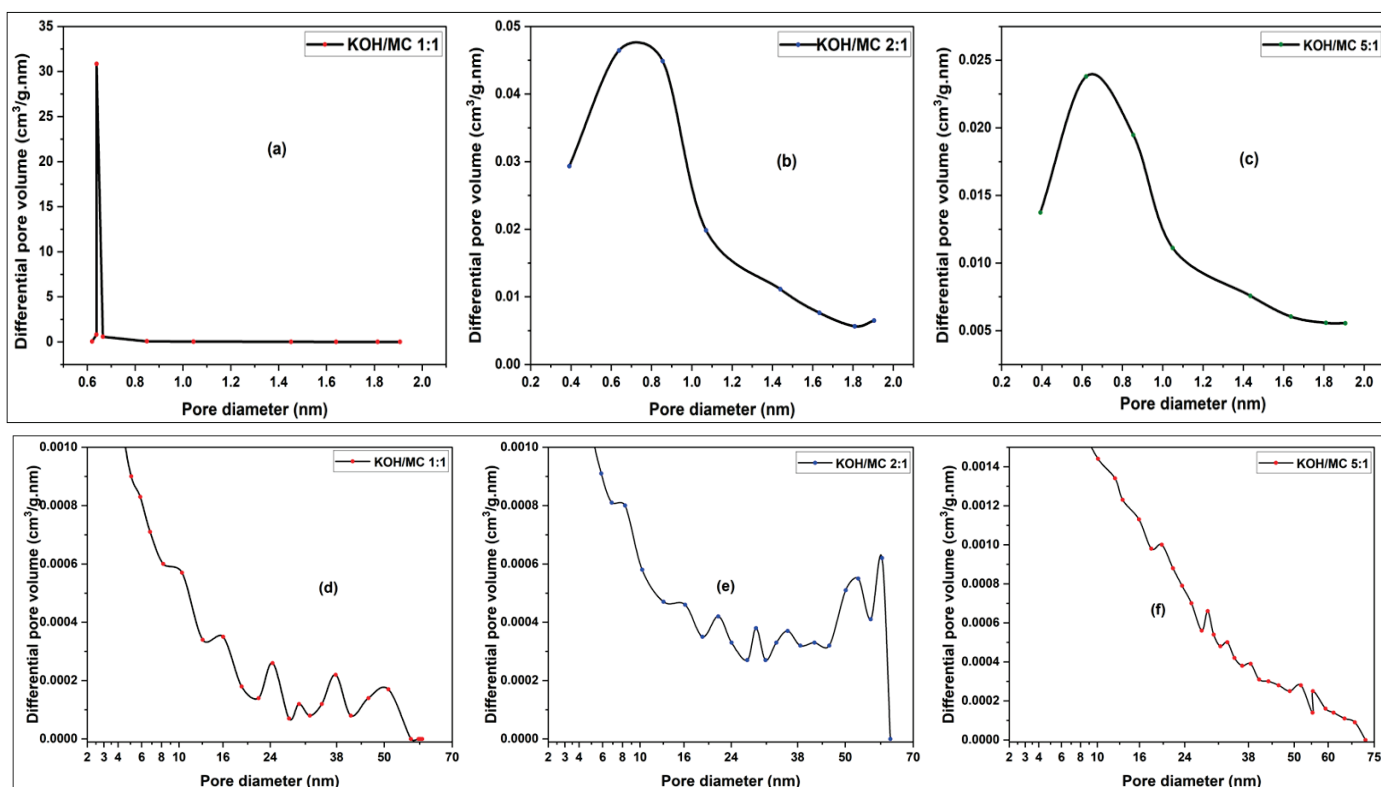 Differential pore volume (cm³/g.nm)
35
30
25
20
15
10
5
0
KOH/MC 1:1
(a)
0.6 0.8 1.0 1.2 1.4 1.6 1.8 2.0
Pore diameter (nm)
Differential pore volume (cm³/g.nm)
0.05
0.04
0.03
0.02
0.01
0.00
KOH/MC 2:1
(b)
0.2 0.4 0.6 0.8 1.0 1.2 1.4 1.6 1.8 2.0
Pore diameter (nm)
Differential pore volume (cm³/g.nm)
0.025
0.020
0.015
0.010
0.005
KOH/MC 5:1
(c)
0.2 0.4 0.6 0.8 1.0 1.2 1.4 1.6 1.8 2.0
Pore diameter (nm)
Differential pore volume (cm³/g.nm)
0.0010
0.0008
0.0006
0.0004
0.0002
0.0000
KOH/MC 1:1
(d)
2 3 4 6 8 10 16 24 38 50 70
Pore diameter (nm)
Differential pore volume (cm³/g.nm)
0.0010
0.0008
0.0006
0.0004
0.0002
0.0000
KOH/MC 2:1
(e)
2 3 4 6 8 10 16 24 38 50 70
Pore diameter (nm)
Differential pore volume (cm³/g.nm)
0.0014
0.0012
0.0010
0.0008
0.0006
0.0004
0.0002
0.0000
KOH/MC 5:1
(f)
2 3 4 6 8 10 16 24 38 50 60 75
Pore diameter (nm)